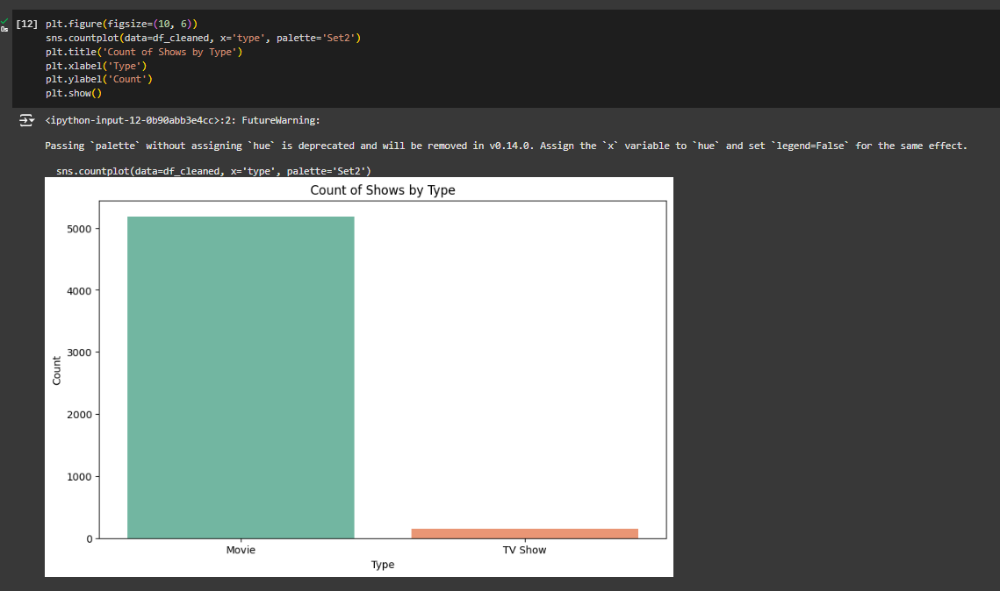 [12] plt.figure(figsize=(10, 6))
sns.countplot(data=df_cleaned, x='type', palette='Set2')
plt.title('Count of Shows by Type')
plt.xlabel('Type')
plt.ylabel('Count')
plt.show()
0s
<ipython-input-12-0b90abb3e4cc>:2: FutureWarning:
Passing `palette` without assigning `hue` is deprecated and will be removed in v0.14.0. Assign the `x` variable to `hue` and set `legend=False` for the same effect.
sns.countplot(data=df_cleaned, x='type', palette='Set2')
Count of Shows by Type
5000
4000
3000
2000
1000
0
Count
Movie
TV Show
Type